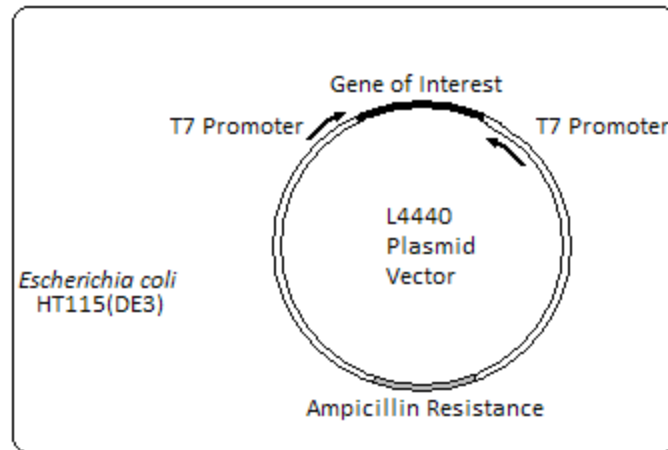 Gene of Interest
T7 Promoter
T7 Promoter
L4440
Plasmid
Vector
Escherichia coli
HT115(DE3)
Ampicillin Resistance